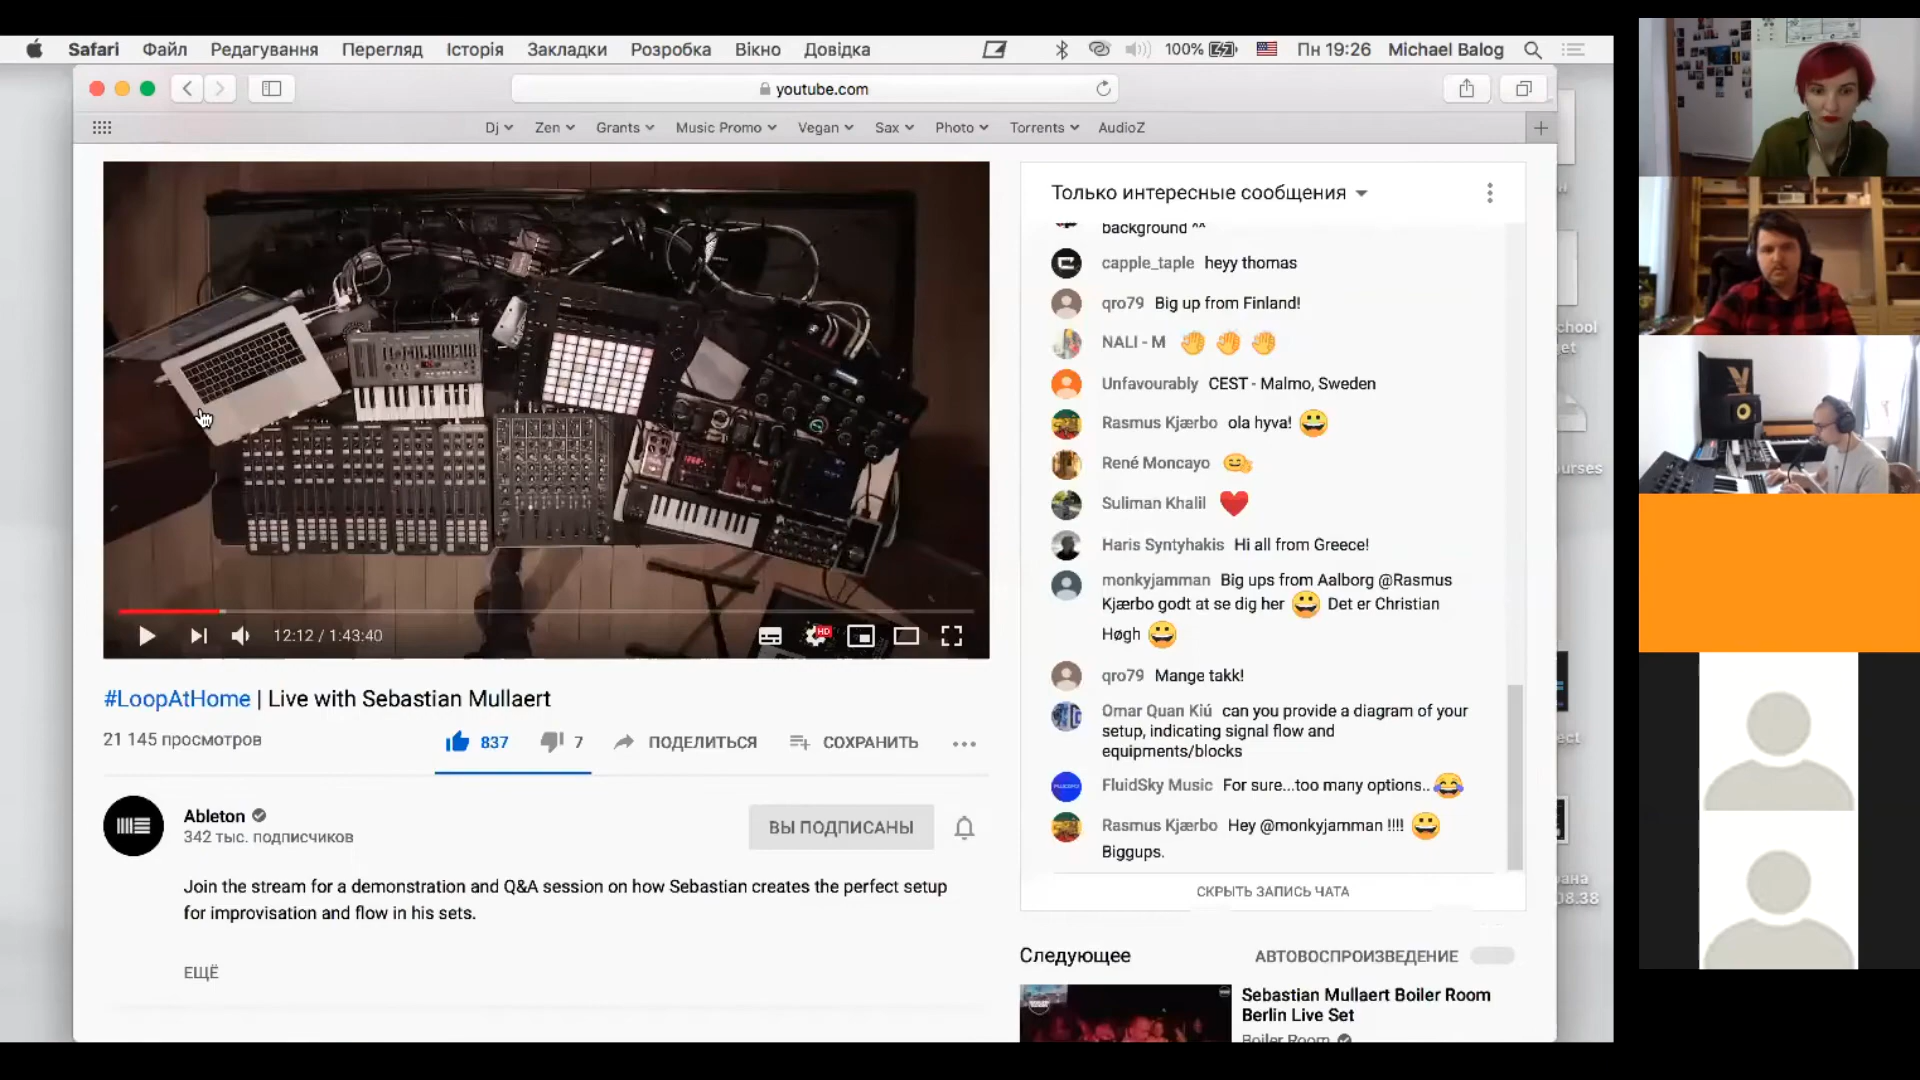 Safari Файл Редагування Перегляд Історія Закладки Розробка Вікно Довідка 100% Пн 19:26 Michael Balog
youtube.com
Dj Zen Grants Music Promo Vegan Sax Photo Torrents AudioZ
12:12 / 1:43:40
HD
#LoopAtHome | Live with Sebastian Mullaert
21 145 просмотров
837
7
ПОДЕЛИТЬСЯ
СОХРАНИТЬ
Ableton
342 тыс. подписчиков
ВЫ ПОДПИСАНЫ
Join the stream for a demonstration and Q&A session on how Sebastian creates the perfect setup
for improvisation and flow in his sets.
ЕЩЁ
Только интересные сообщения
background ^^
capple_taple heyy thomas
qro79 Big up from Finland!
NALI - M 👏 👏 👏
Unfavourably CEST - Malmo, Sweden
Rasmus Kjærbo ola hyva! 😀
René Moncayo
Suliman Khalil ❤️
Haris Syntyhakis Hi all from Greece!
monkyjamman Big ups from Aalborg @Rasmus
Kjærbo godt at se dig her 😀 Det er Christian
Høgh 😀
qro79 Mange takk!
Omar Quan Kiú can you provide a diagram of your
setup, indicating signal flow and
equipments/blocks
FluidSky Music For sure...too many options.. 😂
Rasmus Kjærbo Hey @monkyjamman !!!! 😀
Biggups.
СКРЫТЬ ЗАПИСЬ ЧАТА
Следующее
АВТОВОСПРОИЗВЕДЕНИЕ
Sebastian Mullaert Boiler Room
Berlin Live Set
Boiler Room